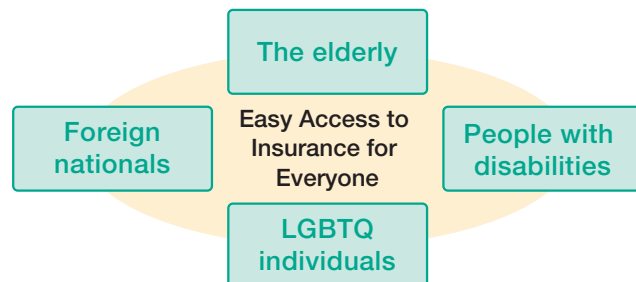 The elderly
Foreign
nationals
Easy Access to
Insurance for
Everyone
People with
disabilities
LGBTQ
individuals